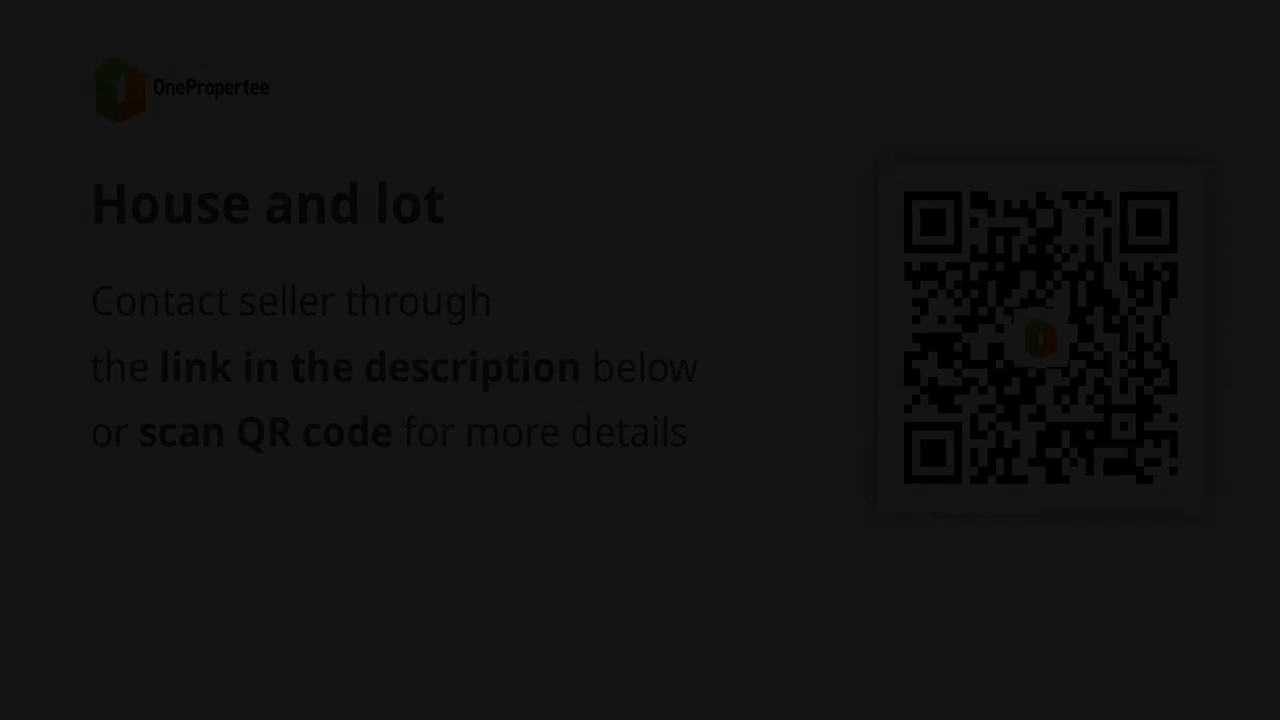 OnePropertee
House and lot
Contact seller through
the link in the description below
or scan QR code for more details